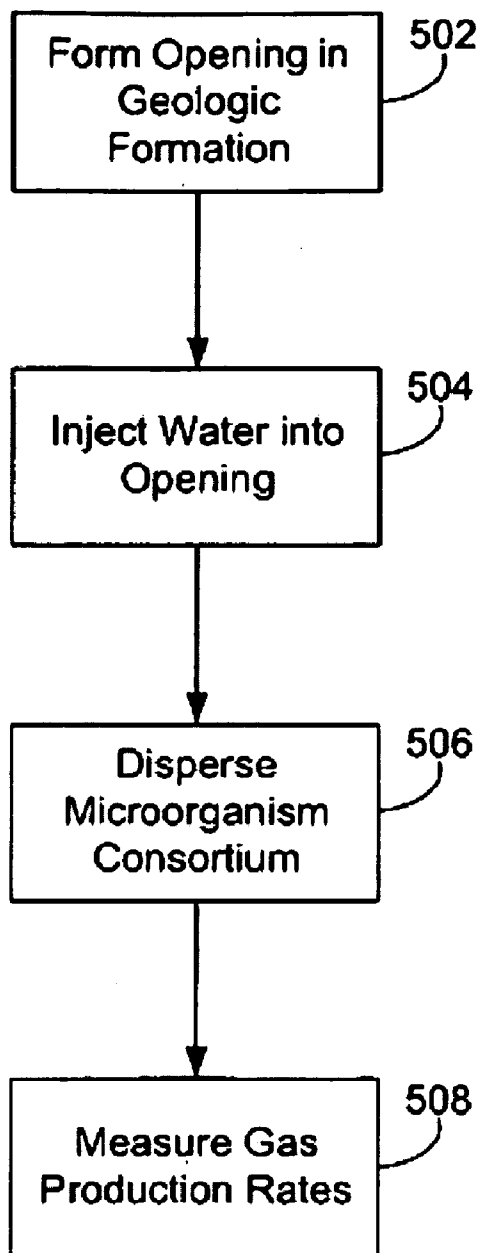 Form Opening in
Geologic
Formation
502
Inject Water into
Opening
504
Disperse
Microorganism
Consortium
506
Measure Gas
Production Rates
508